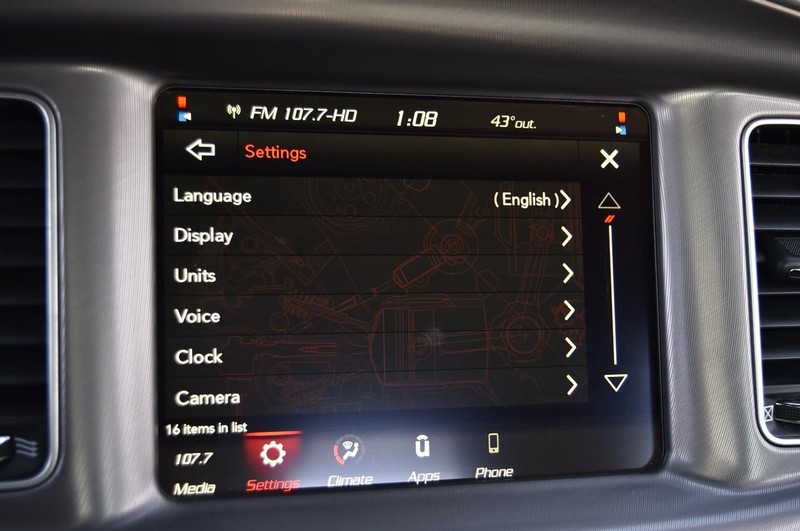 FM 107.7-HD 1:08 43°out.
Settings
Language (English)
Display
Units
Voice
Clock
Camera
16 items in list
107.7
Media Settings Climate Apps Phone